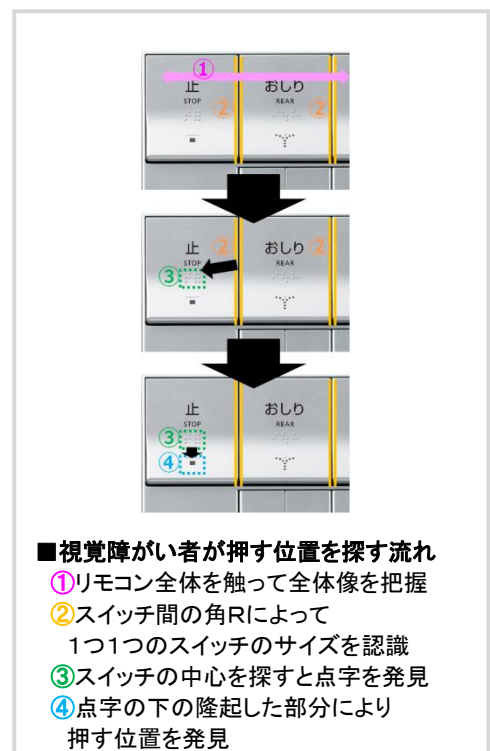 ①
止 おしり
STOP REAR
② ②
止 ② おしり ②
STOP REAR
③
止 おしり
STOP REAR
③
④
■視覚障がい者が押す位置を探す流れ
①リモコン全体を触って全体像を把握
②スイッチ間の角Rによって
1つ1つのスイッチのサイズを認識
③スイッチの中心を探すと点字を発見
④点字の下の隆起した部分により
押す位置を発見